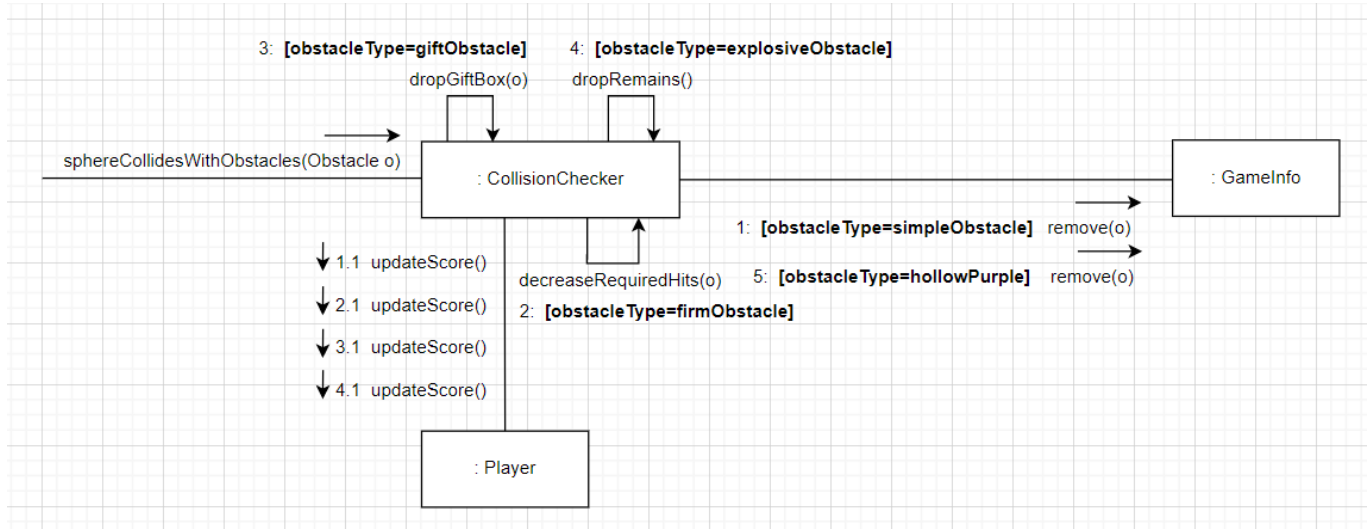 3: [obstacleType=giftObstacle]
4: [obstacleType=explosiveObstacle]
dropGiftBox(o)
dropRemains()
sphereCollidesWithObstacles(Obstacle o)
: CollisionChecker
: GameInfo
1: [obstacleType=simpleObstacle] remove(o)
5: [obstacleType=hollowPurple] remove(o)
decreaseRequiredHits(o)
2: [obstacleType=firmObstacle]
1.1 updateScore()
2.1 updateScore()
3.1 updateScore()
4.1 updateScore()
: Player